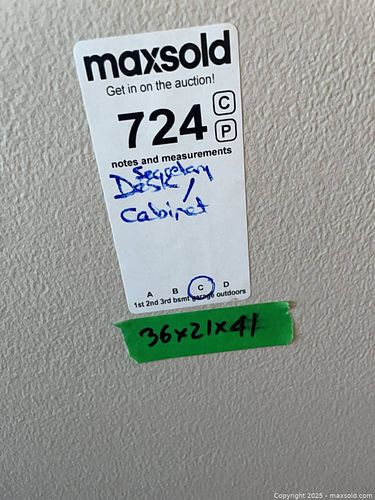 maxsold
Get in on the auction!
724 C
P
notes and measurements
Secretary
Desk /
Cabinet
A B C D
1st 2nd 3rd bsmt garage outdoors
36x21x41
Copyright 2025 - maxsold.com